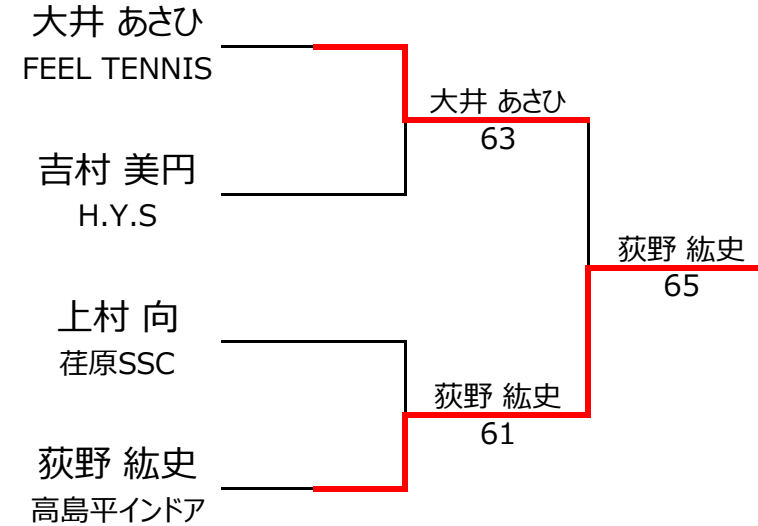 大井 あさひ
FEEL TENNIS
吉村 美円
H.Y.S
上村 向
荏原SSC
荻野 紘史
高島平インドア
大井 あさひ
63
荻野 紘史
61
荻野 紘史
65